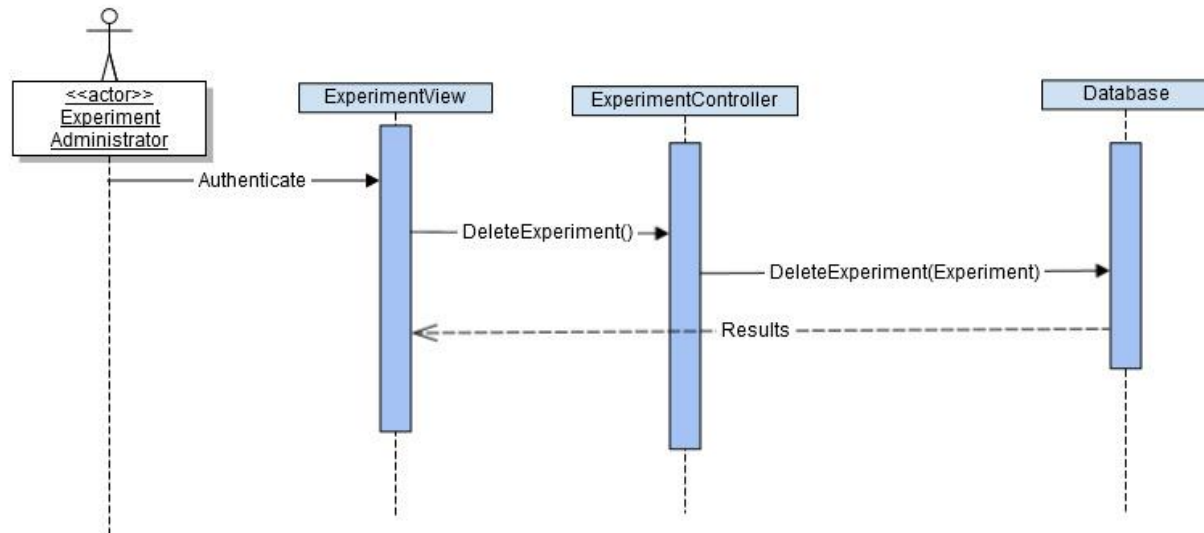 <<actor>>
Experiment
Administrator
ExperimentView
ExperimentController
Database
Authenticate
DeleteExperiment()
DeleteExperiment(Experiment)
Results